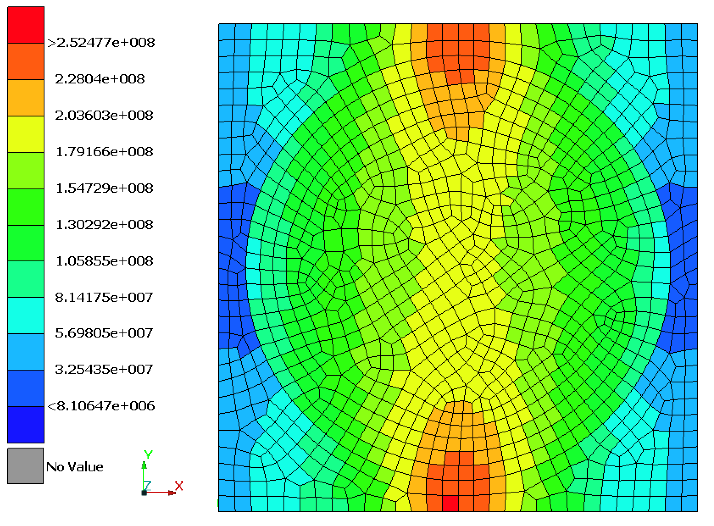 >2.52477e+008
2.2804e+008
2.03603e+008
1.79166e+008
1.54729e+008
1.30292e+008
1.05855e+008
8.14175e+007
5.69805e+007
3.25435e+007
<8.10647e+006
No Value
Y
Z
X